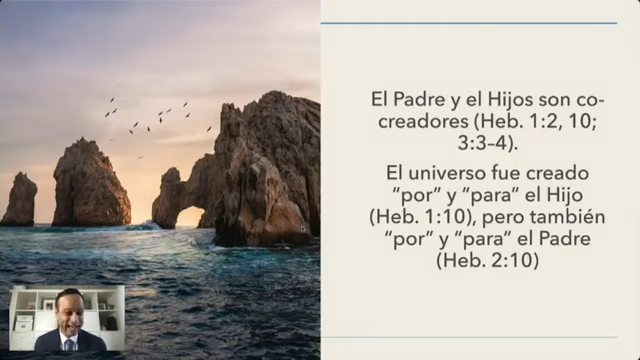 El Padre y el Hijos son co-
creadores (Heb. 1:2, 10;
3:3–4).
El universo fue creado
“por” y “para” el Hijo
(Heb. 1:10), pero también
“por” y “para” el Padre
(Heb. 2:10)